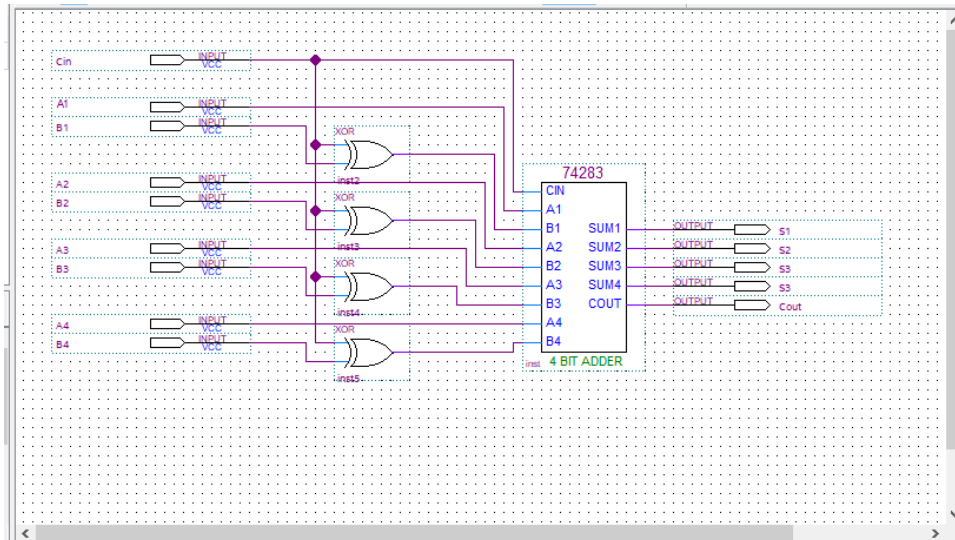 Cin INPUT
VCC
A1 INPUT
VCC
B1 INPUT
VCC
XOR
inst2
A2 INPUT
VCC
B2 INPUT
VCC
XOR
inst3
A3 INPUT
VCC
B3 INPUT
VCC
XOR
inst4
A4 INPUT
VCC
B4 INPUT
VCC
XOR
inst5
74283
CIN
A1
B1 SUM1
A2 SUM2
B2 SUM3
A3 SUM4
B3 COUT
A4
B4
inst 4 BIT ADDER
OUTPUT S1
OUTPUT S2
OUTPUT S3
OUTPUT S3
OUTPUT Cout